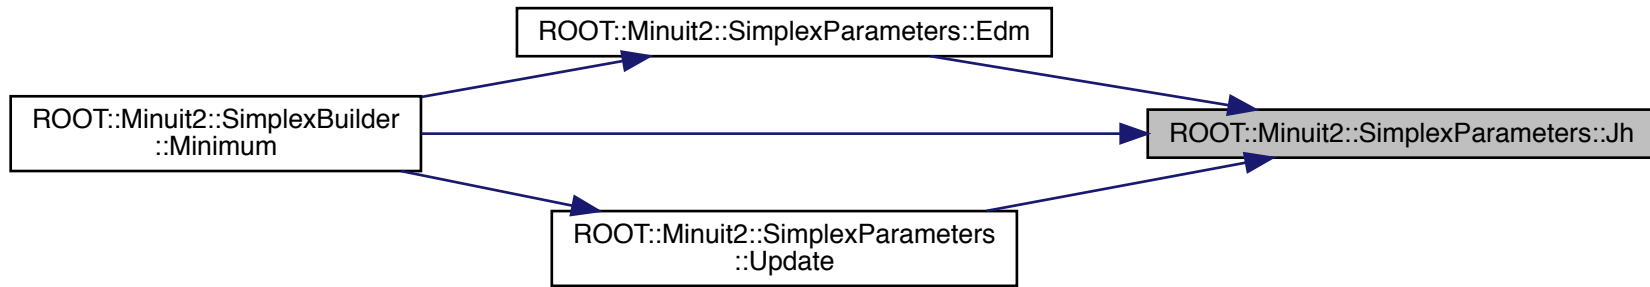 ROOT::Minuit2::SimplexParameters::Edm
ROOT::Minuit2::SimplexBuilder
::Minimum
ROOT::Minuit2::SimplexParameters::Jh
ROOT::Minuit2::SimplexParameters
::Update